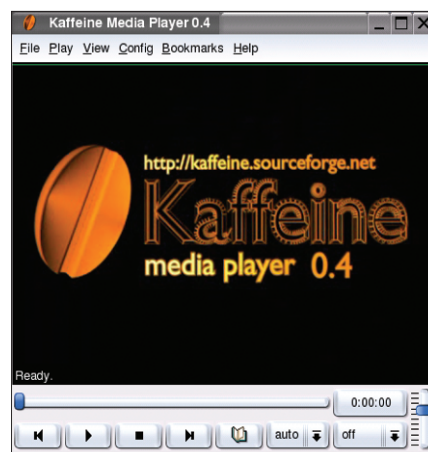 Kaffeine Media Player 0.4
File Play View Config Bookmarks Help
http://kaffeine.sourceforge.net
Kaffeine
media player 0.4
Ready.
0:00:00
auto off